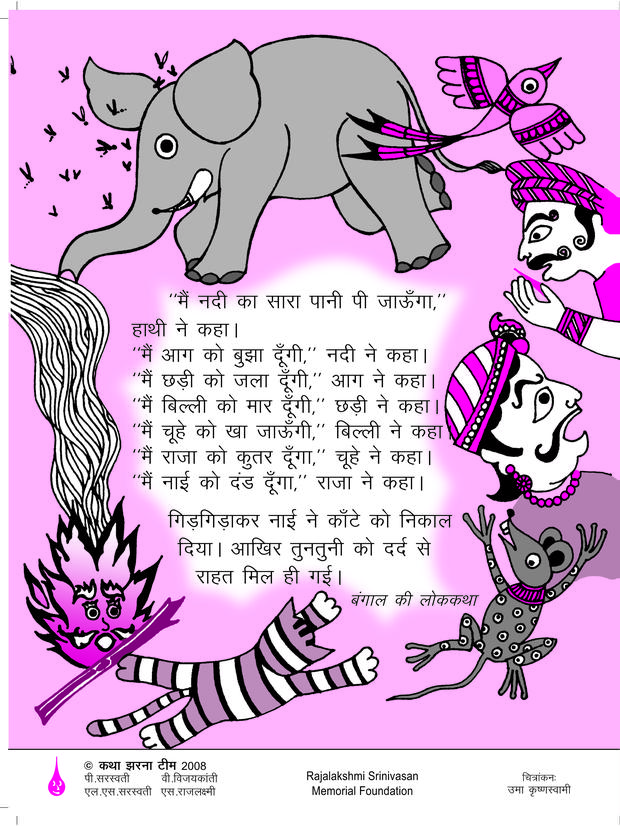 "मैं नदी का सारा पानी पी जाऊँगा,"
हाथी ने कहा।
"मैं आग को बुझा दूँगी," नदी ने कहा।
"मैं छड़ी को जला दूँगी," आग ने कहा।
"मैं बिल्ली को मार दूँगी," छड़ी ने कहा।
"मैं चूहे को खा जाऊँगी," बिल्ली ने कहा।
"मैं राजा को कुतर दूँगा," चूहे ने कहा।
"मैं नाई को दंड दूँगा," राजा ने कहा।
गिड़गिड़ाकर नाई ने काँटे को निकाल
दिया। आखिर तुनतुनी को दर्द से
राहत मिल ही गई।
बंगाल की लोककथा
© कथा झरना टीम 2008
पी.सरस्वती वी.विजयकांती
एल.एस.सरस्वती एस.राजलक्ष्मी
Rajalakshmi Srinivasan
Memorial Foundation
चित्रांकनः
उमा कृष्णस्वामी